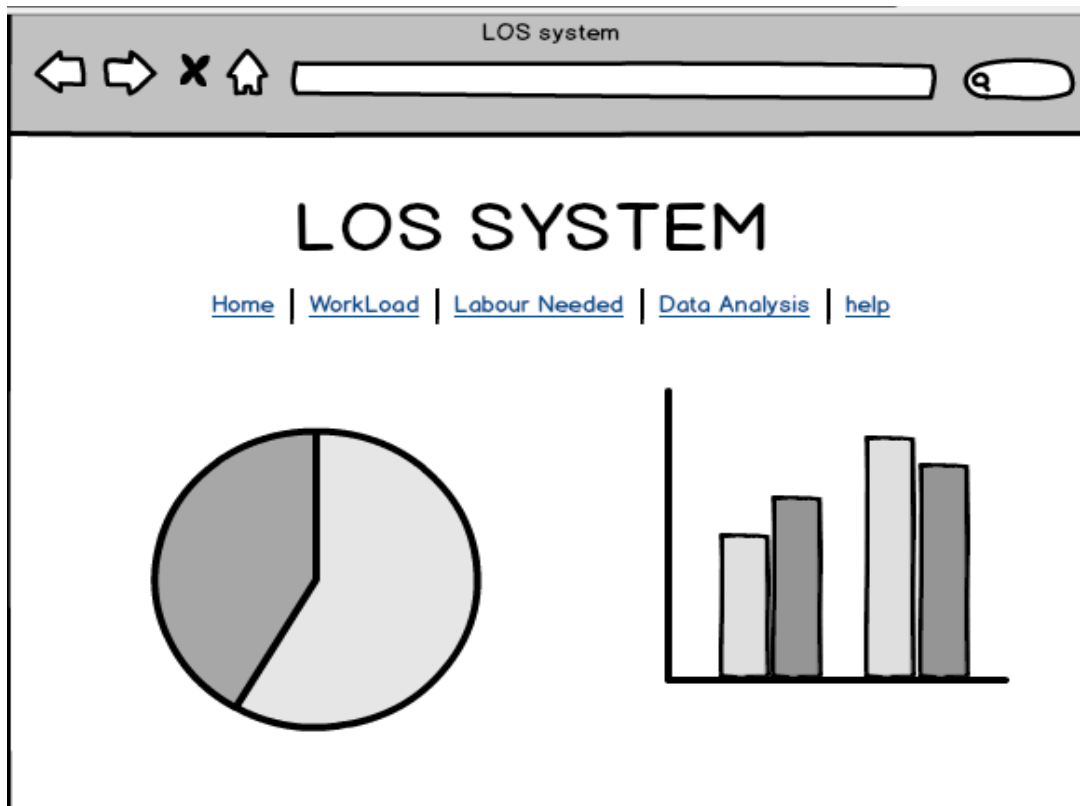 LOS system
LOS SYSTEM
Home | WorkLoad | Labour Needed | Data Analysis | help